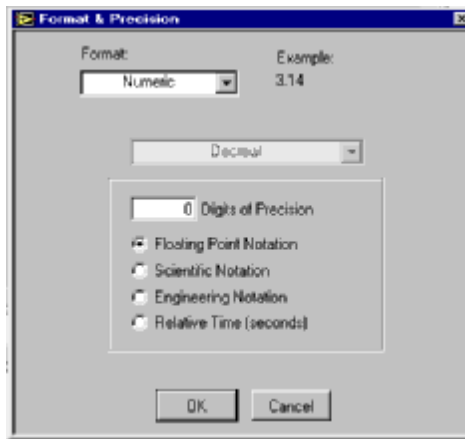 Format & Precision
Format:
Example:
Numeric
3.14
Decimal
0 Digits of Precision
Floating Point Notation
Scientific Notation
Engineering Notation
Relative Time (seconds)
OK
Cancel